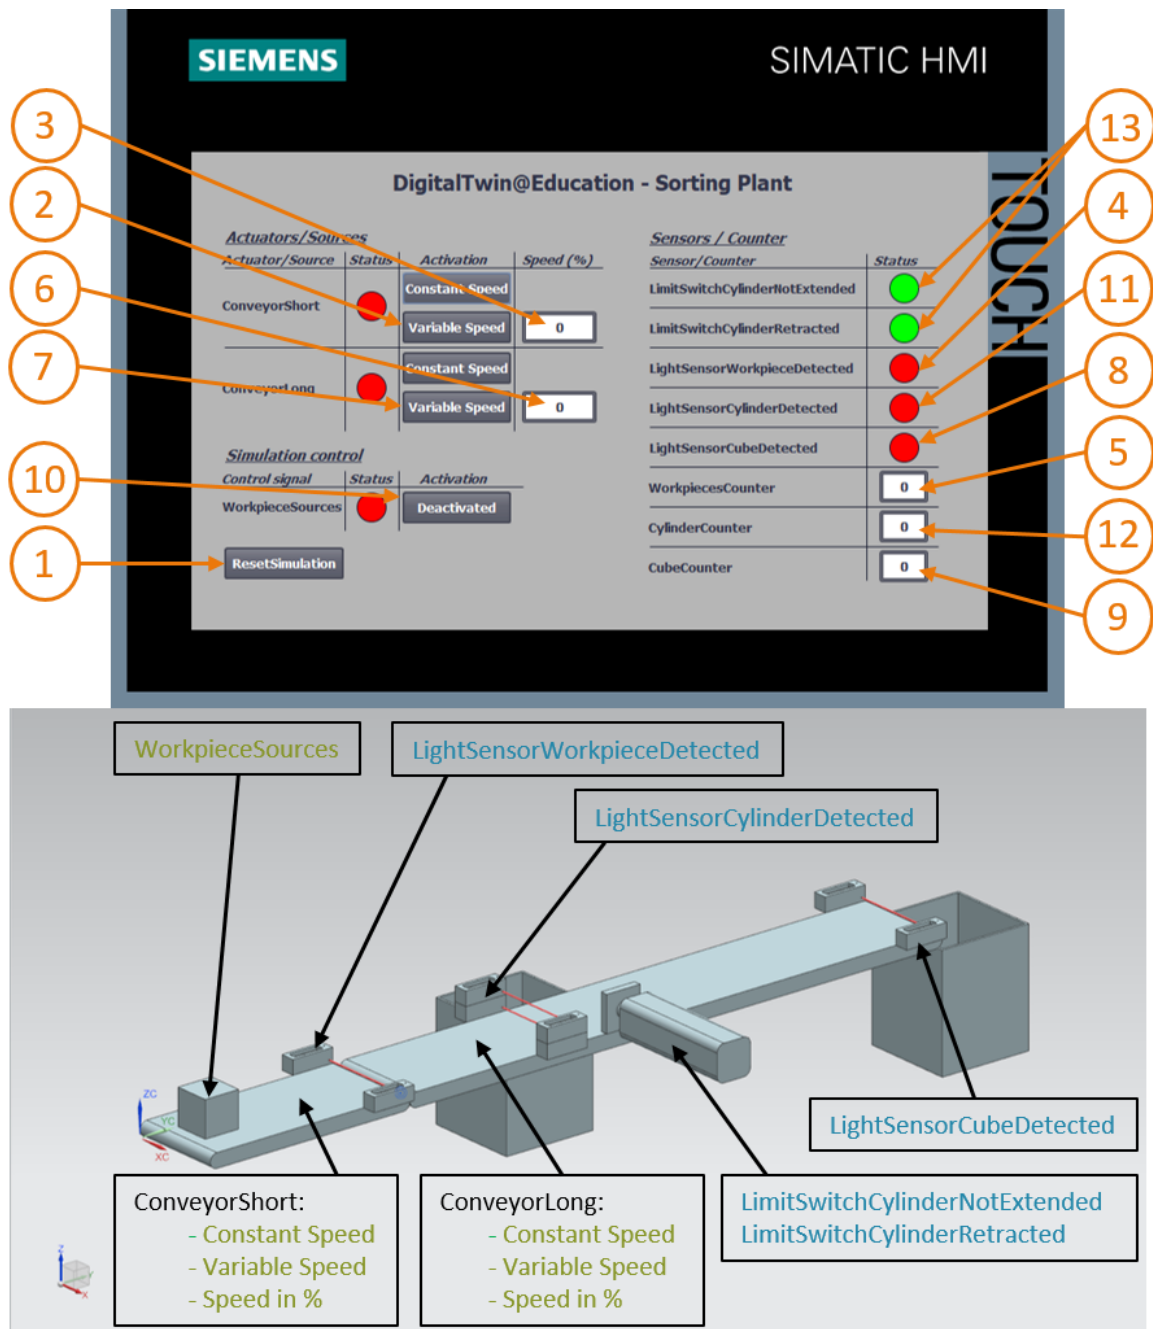 SIEMENS
SIMATIC HMI
TOUCH
DigitalTwin@Education - Sorting Plant
Actuators/Sources
Actuator/Source Status Activation Speed (%)
ConveyorShort
Constant Speed
Variable Speed 0
ConveyorLong
Constant Speed
Variable Speed 0
Simulation control
Control signal Status Activation
WorkpieceSources Deactivated
ResetSimulation
Sensors / Counter
Sensor/Counter Status
LimitSwitchCylinderNotExtended
LimitSwitchCylinderRetracted
LightSensorWorkpieceDetected
LightSensorCylinderDetected
LightSensorCubeDetected
WorkpiecesCounter 0
CylinderCounter 0
CubeCounter 0
3
2
6
7
10
1
13
4
11
8
5
12
9
WorkpieceSources
LightSensorWorkpieceDetected
LightSensorCylinderDetected
LightSensorCubeDetected
ZC
YC
XC
ConveyorShort:
- Constant Speed
- Variable Speed
- Speed in %
ConveyorLong:
- Constant Speed
- Variable Speed
- Speed in %
LimitSwitchCylinderNotExtended
LimitSwitchCylinderRetracted
Z
Y
X